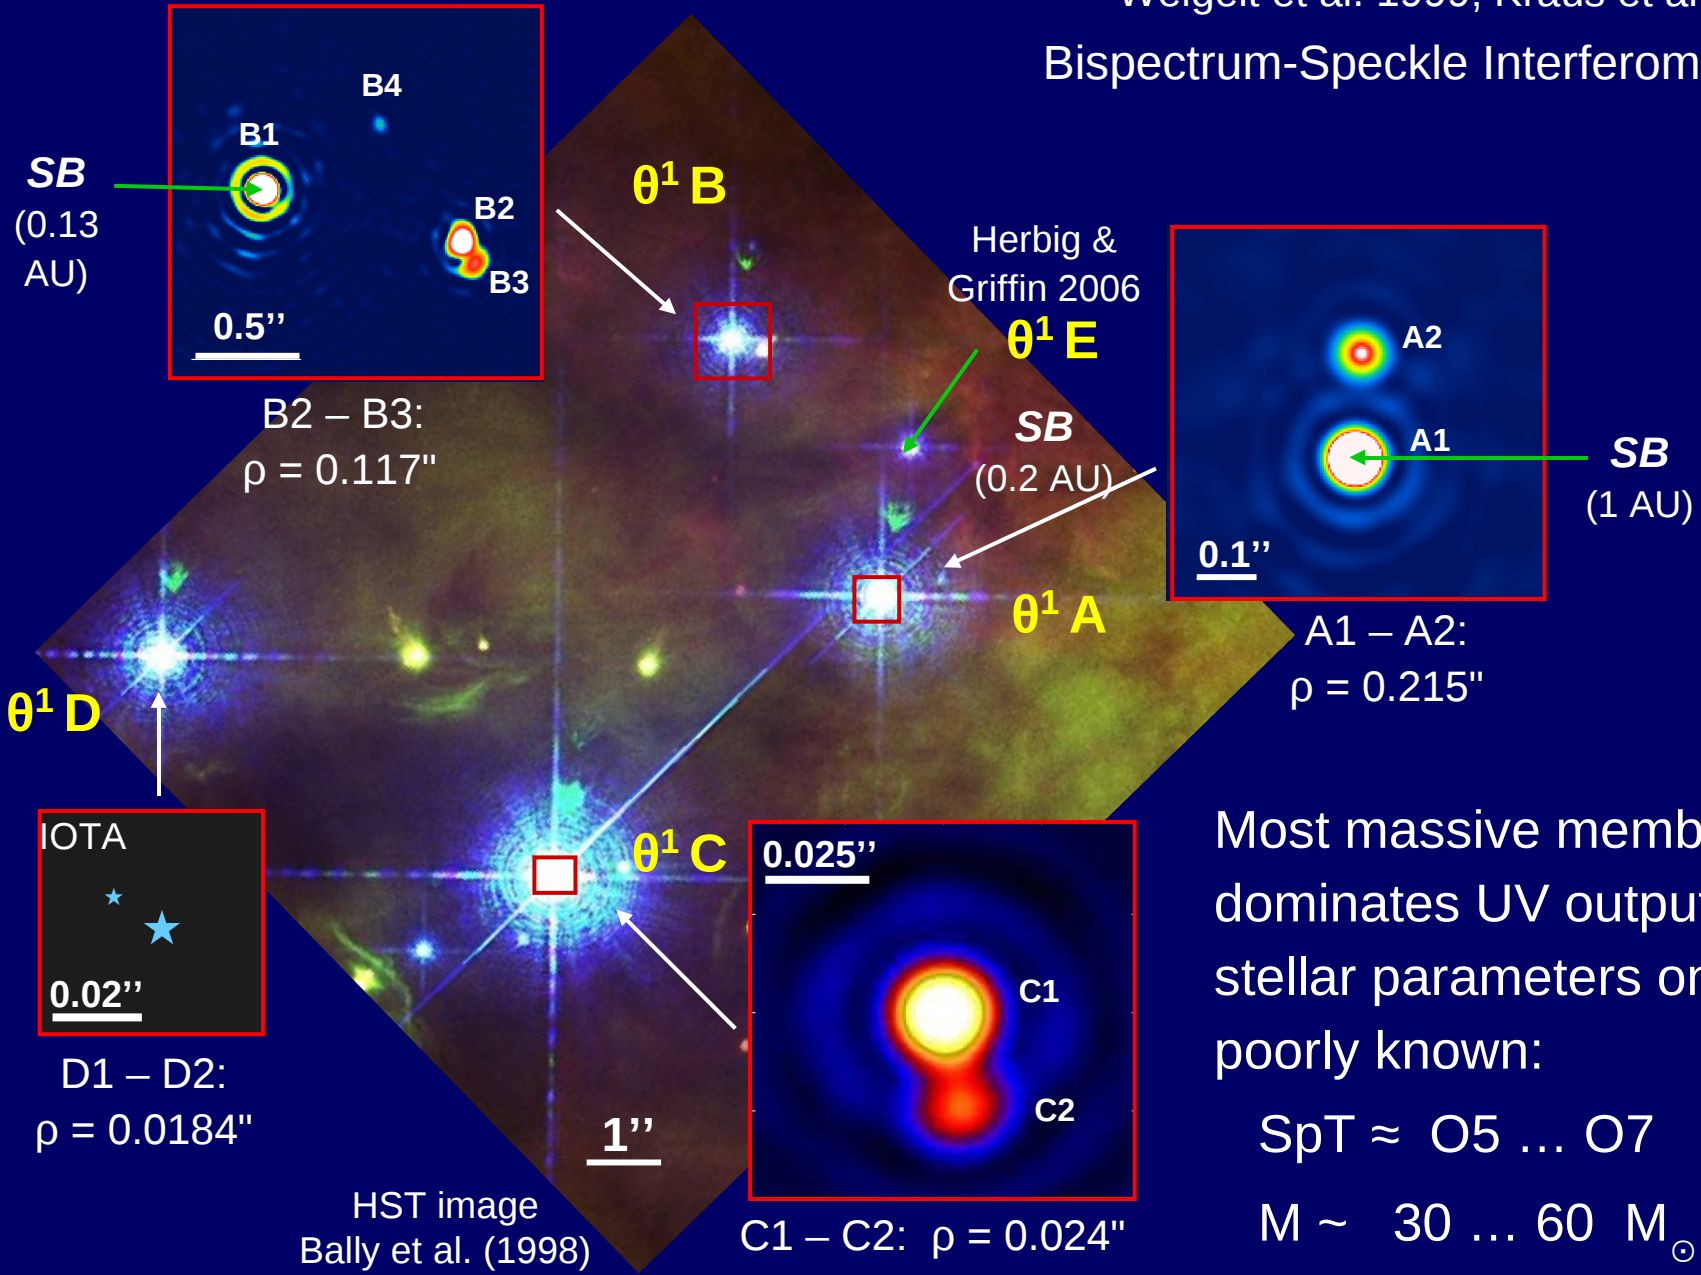 Bispectrum-Speckle
B4
B1
SB
(0.13
AU)
B2
B3
0.5’’
θ¹ B
Herbig &
Griffin 2006
θ¹ E
A2
A1
SB
(1 AU)
0.1’’
B2 – B3:
ρ = 0.117"
SB
(0.2 AU)
θ¹ A
A1 – A2:
ρ = 0.215"
θ¹ D
IOTA
0.02’’
D1 – D2:
ρ = 0.0184"
θ¹ C
0.025’’
C1
C2
C1 – C2: ρ = 0.024"
1’’
HST image
Bally et al. (1998)
Most massive
dominates UV output
stellar parameters
poorly known:
SpT ≈ O5 … O7
M ~ 30 … 60 M☉